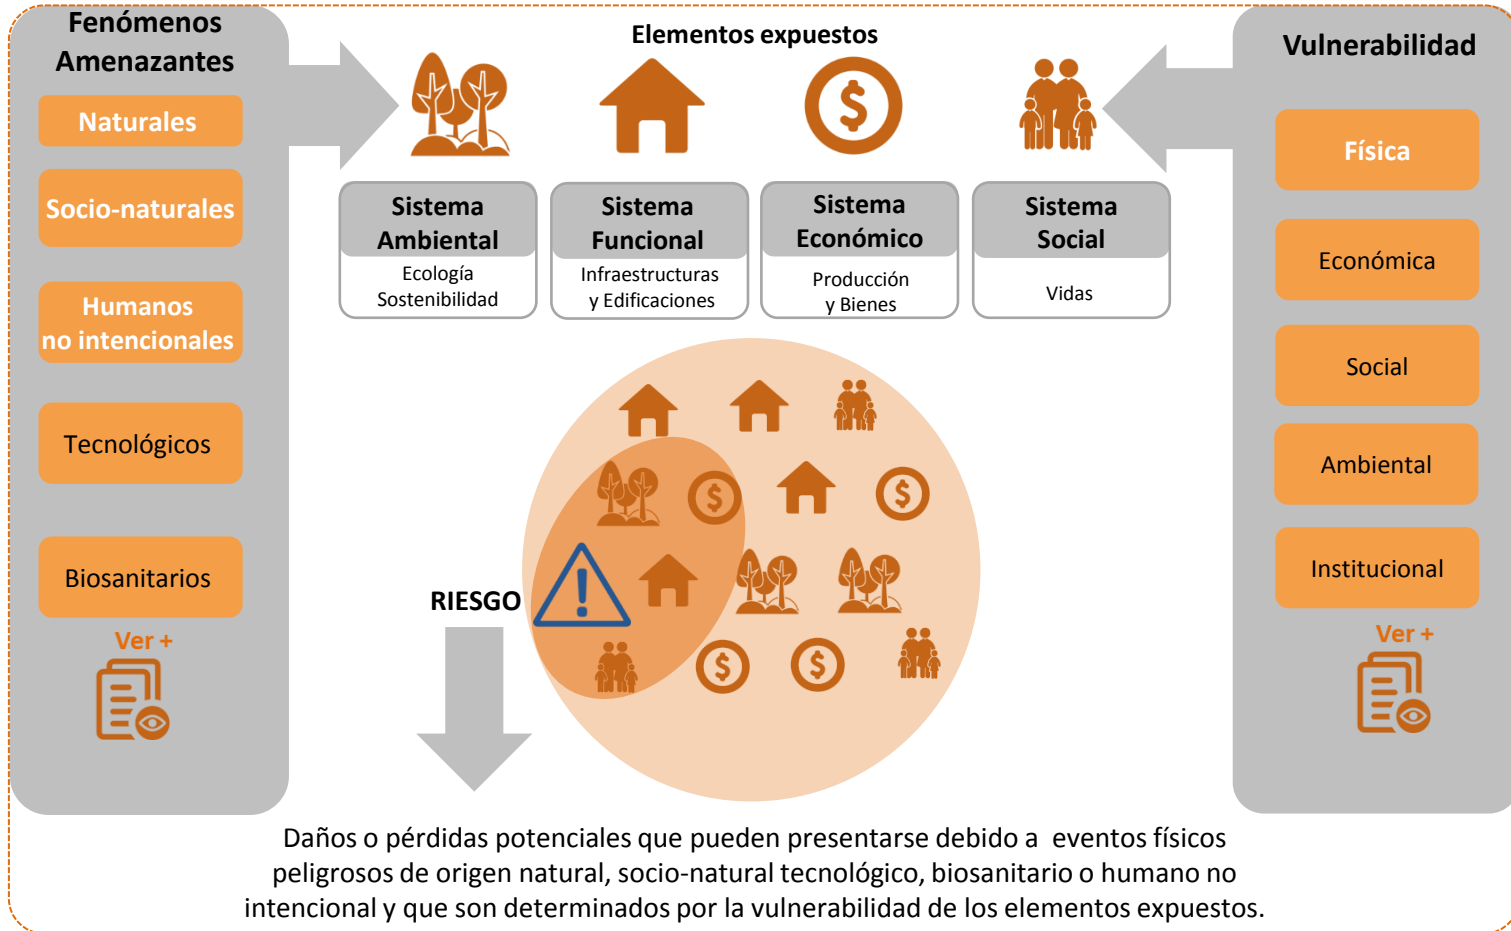 Fenómenos
Amenazantes
Naturales
Socio-naturales
Humanos
no intencionales
Tecnológicos
Biosanitarios
Ver +
Elementos expuestos
Sistema
Ambiental
Ecología
Sostenibilidad
Sistema
Funcional
Infraestructuras
y Edificaciones
Sistema
Económico
Producción
y Bienes
Sistema
Social
Vidas
Vulnerabilidad
Física
Económica
Social
Ambiental
Institucional
Ver +
RIESGO
Daños o pérdidas potenciales que pueden presentarse debido a eventos físicos
peligrosos de origen natural, socio-natural tecnológico, biosanitario o humano no
intencional y que son determinados por la vulnerabilidad de los elementos expuestos.